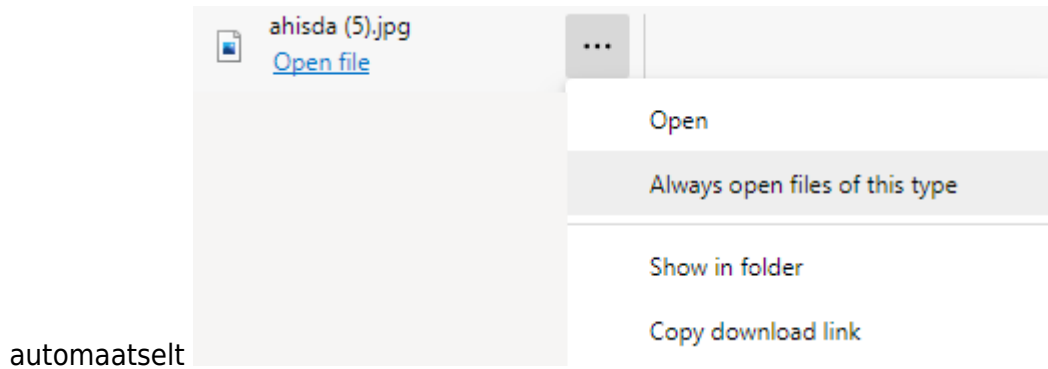 ahisda (5).jpg
Open file
...
Open
Always open files of this type
Show in folder
Copy download link
automaatselt